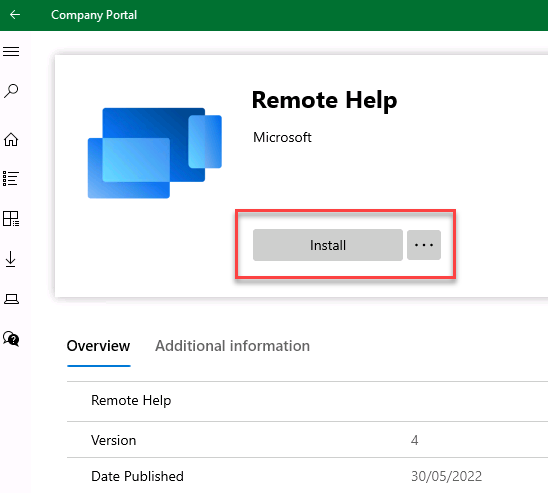 Company Portal
Remote Help
Microsoft
Install ...
Overview Additional information
Remote Help
Version 4
Date Published 30/05/2022